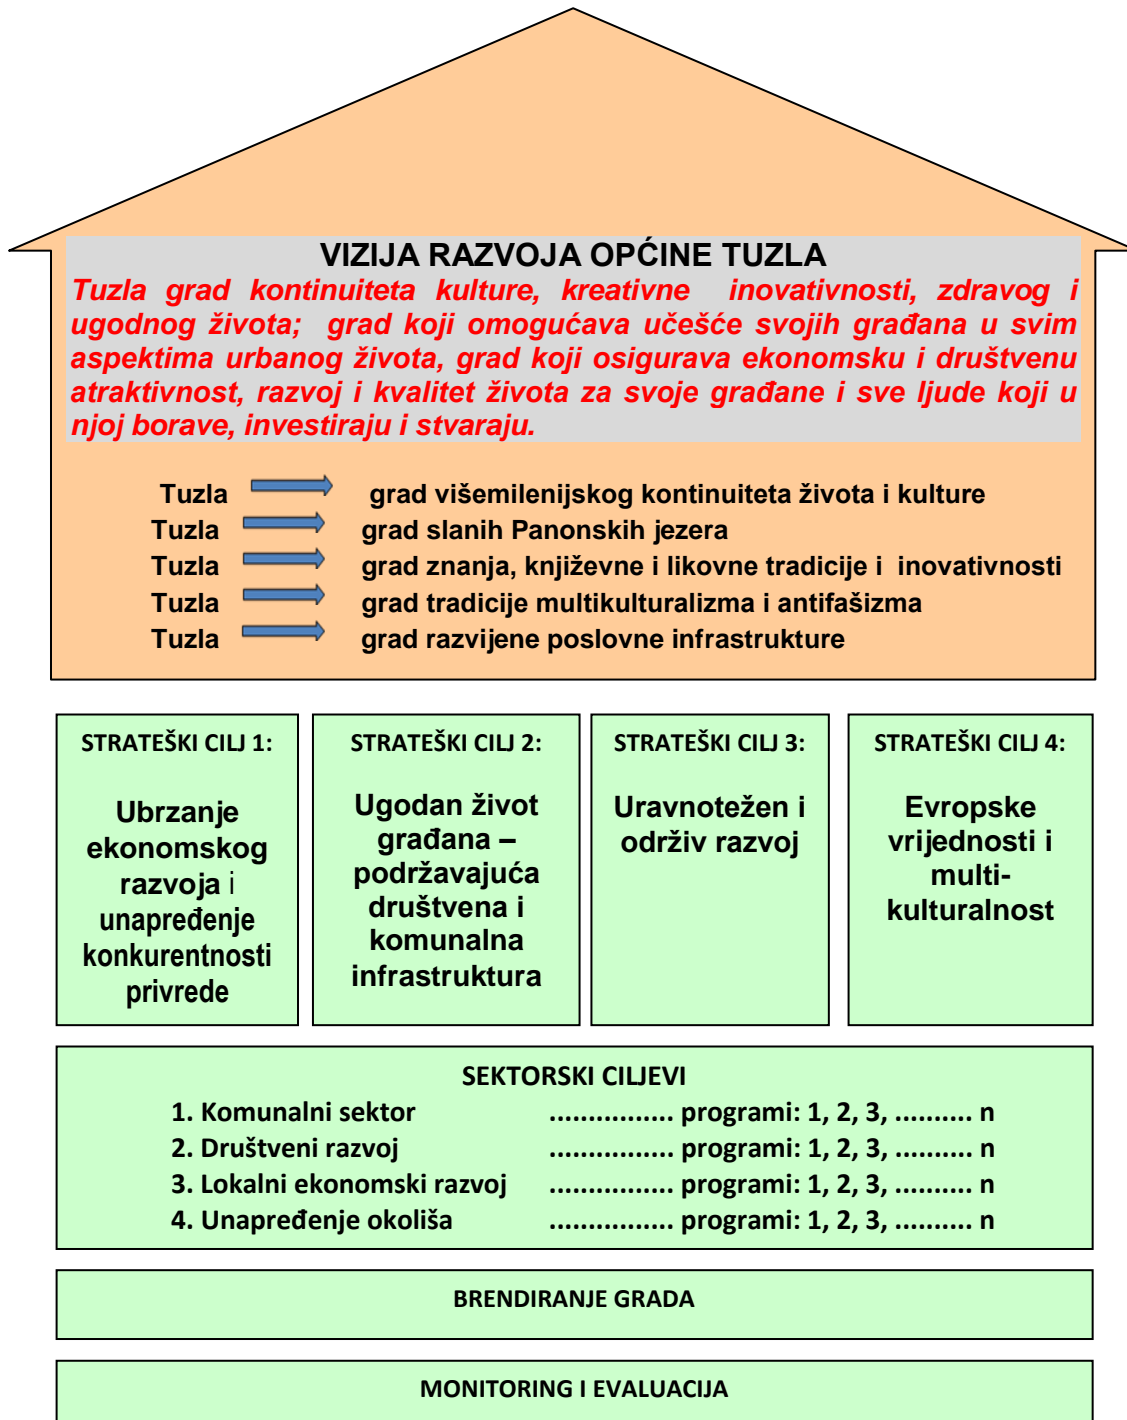 VIZIJA RAZVOJA OPĆINE TUZLA
Tuzla grad kontinuiteta kulture, kreativne inovativnosti, zdravog i
ugodnog života; grad koji omogućava učešće svojih građana u svim
aspektima urbanog života, grad koji osigurava ekonomsku i društvenu
atraktivnost, razvoj i kvalitet života za svoje građane i sve ljude koji u
njoj borave, investiraju i stvaraju.
Tuzla grad višemilenijskog kontinuiteta života i kulture
Tuzla grad slanih Panonskih jezera
Tuzla grad znanja, književne i likovne tradicije i inovativnosti
Tuzla grad tradicije multikulturalizma i antifašizma
Tuzla grad razvijene poslovne infrastrukture
STRATEŠKI CILJ 1:
Ubrzanje
ekonomskog
razvoja i
unapređenje
konkurentnosti
privrede
STRATEŠKI CILJ 2:
Ugodan život
građana –
podržavajuća
društvena i
komunalna
infrastruktura
STRATEŠKI CILJ 3:
Uravnotežen i
održiv razvoj
STRATEŠKI CILJ 4:
Evropske
vrijednosti i
multi-
kulturalnost
SEKTORSKI CILJEVI
1. Komunalni sektor ................ programi: 1, 2, 3, .......... n
2. Društveni razvoj ................ programi: 1, 2, 3, .......... n
3. Lokalni ekonomski razvoj ................ programi: 1, 2, 3, .......... n
4. Unapređenje okoliša ................ programi: 1, 2, 3, .......... n
BRENDIRANJE GRADA
MONITORING I EVALUACIJA